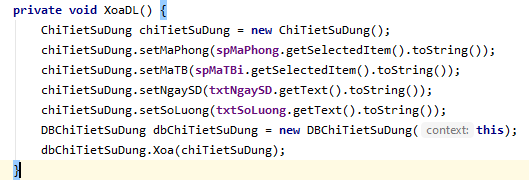 private void XoaDL() {
ChiTietSuDung chiTietSuDung = new ChiTietSuDung();
chiTietSuDung.setMaPhong(spMaPhong.getSelectedItem().toString());
chiTietSuDung.setMaTB(spMaTBi.getSelectedItem().toString());
chiTietSuDung.setNgaySD(txtNgaySD.getText().toString());
chiTietSuDung.setSoLuong(txtSoLuong.getText().toString());
DBChiTietSuDung dbChiTietSuDung = new DBChiTietSuDung( context: this);
dbChiTietSuDung.Xoa(chiTietSuDung);
}